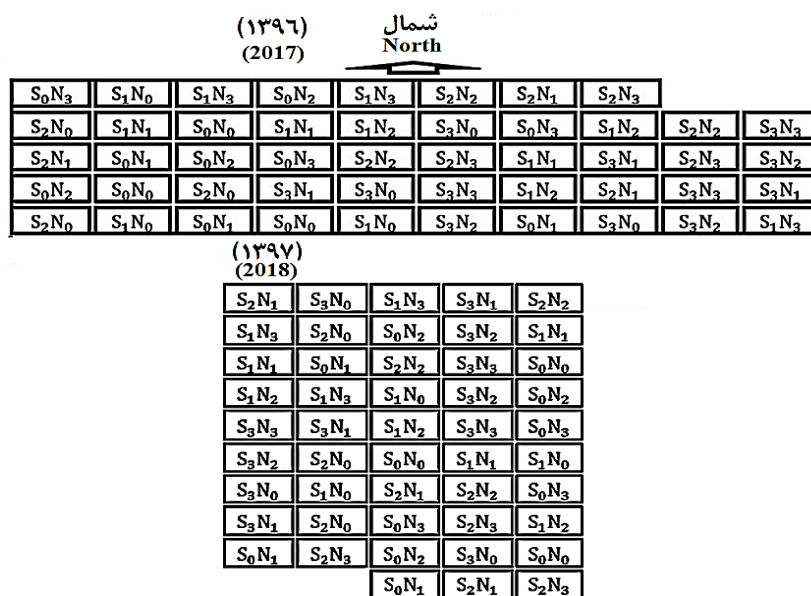 (۱۳۹۶) شمال
(2017) North
S₀N₃ S₁N₀ S₁N₃ S₀N₂ S₁N₃ S₂N₂ S₂N₁ S₂N₃
S₂N₀ S₁N₁ S₀N₀ S₁N₁ S₁N₂ S₃N₀ S₀N₃ S₁N₂ S₂N₂ S₃N₃
S₂N₁ S₀N₁ S₀N₂ S₀N₃ S₂N₂ S₂N₃ S₁N₁ S₃N₁ S₂N₃ S₃N₂
S₀N₂ S₀N₀ S₂N₀ S₃N₁ S₃N₀ S₃N₃ S₁N₂ S₂N₁ S₃N₃ S₃N₁
S₂N₀ S₁N₀ S₀N₁ S₀N₀ S₁N₀ S₃N₂ S₀N₁ S₃N₀ S₃N₂ S₁N₃
(۱۳۹۷)
(2018)
S₂N₁ S₃N₀ S₁N₃ S₃N₁ S₂N₂
S₁N₃ S₂N₀ S₀N₂ S₃N₂ S₁N₁
S₁N₁ S₀N₁ S₂N₂ S₃N₃ S₀N₀
S₁N₂ S₁N₃ S₁N₀ S₃N₂ S₀N₂
S₃N₃ S₃N₁ S₁N₂ S₃N₃ S₀N₃
S₃N₂ S₂N₀ S₀N₀ S₁N₁ S₁N₀
S₃N₀ S₁N₀ S₂N₁ S₂N₂ S₀N₃
S₃N₁ S₂N₀ S₀N₃ S₂N₃ S₁N₂
S₀N₁ S₂N₃ S₀N₂ S₃N₀ S₀N₀
S₀N₁ S₂N₁ S₂N₃